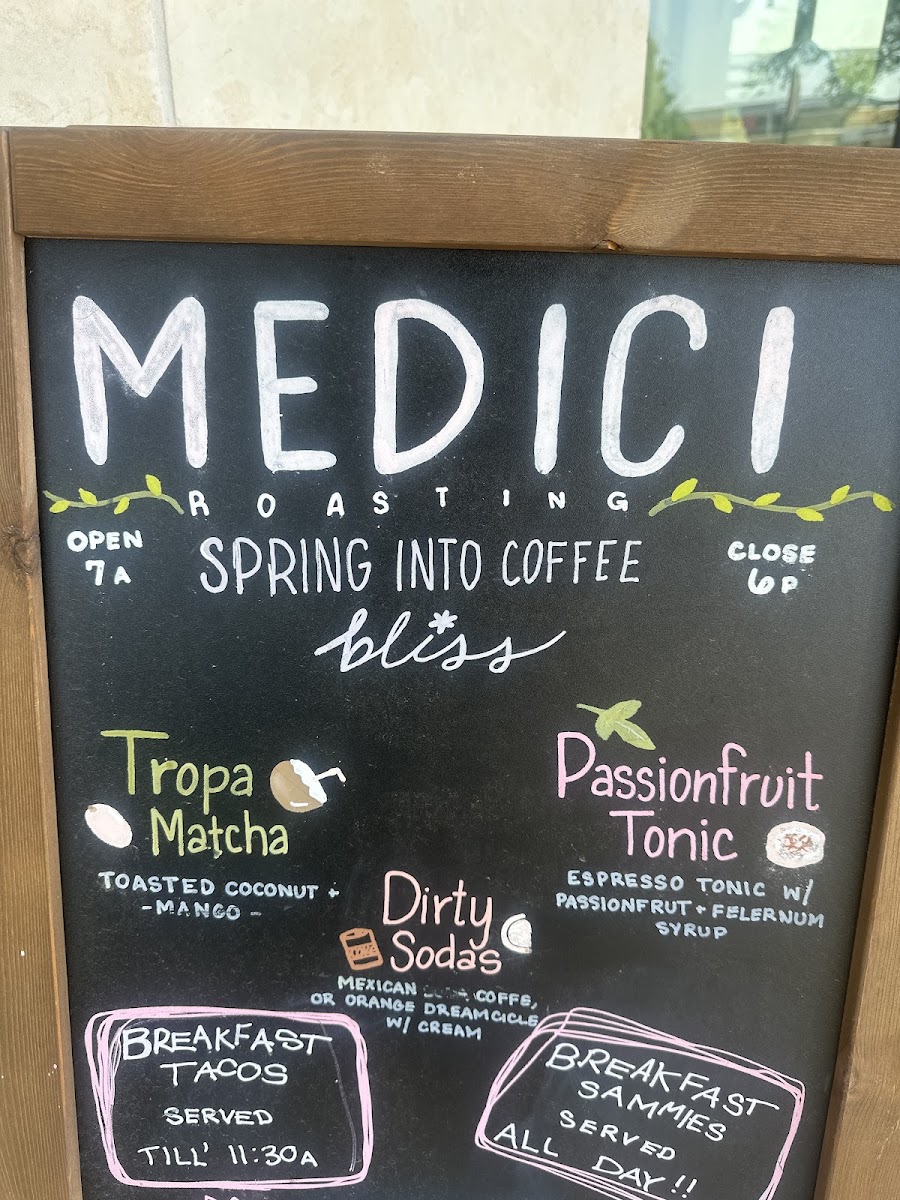 MEDICI
ROASTING
OPEN
7A
SPRING INTO COFFEE
bliss
CLOSE
6P
Tropa
Matcha
TOASTED COCONUT +
-MANGO-
Passionfruit
Tonic
ESPRESSO TONIC W/
PASSIONFRUT + FELERNUM
SYRUP
Dirty
Sodas
MEXICAN COFFE,
OR ORANGE DREAMCICLE
W/ CREAM
BREAKFAST
TACOS
SERVED
TILL' 11:30A
BREAKFAST
SAMMIES
SERVED
ALL DAY!!